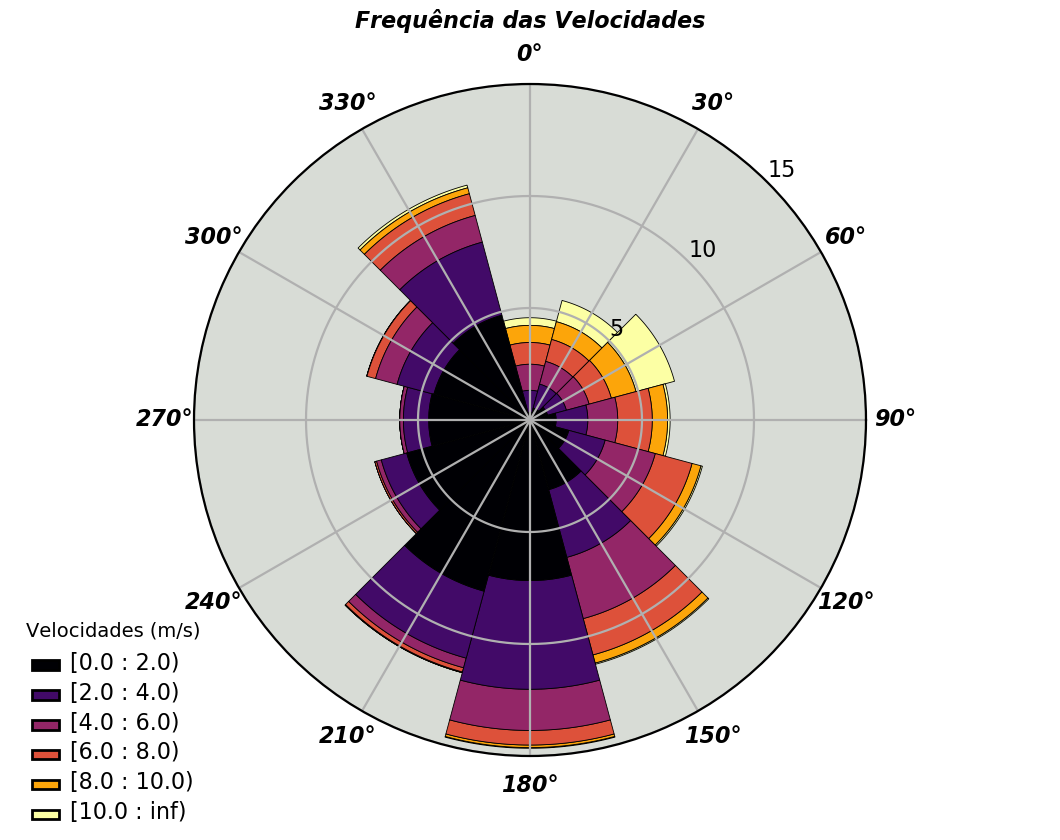 Frequência das Velocidades
0°
330°
30°
15
300°
60°
10
5
270°
90°
240°
120°
210°
150°
180°
Velocidades (m/s)
[0.0 : 2.0)
[2.0 : 4.0)
[4.0 : 6.0)
[6.0 : 8.0)
[8.0 : 10.0)
[10.0 : inf)